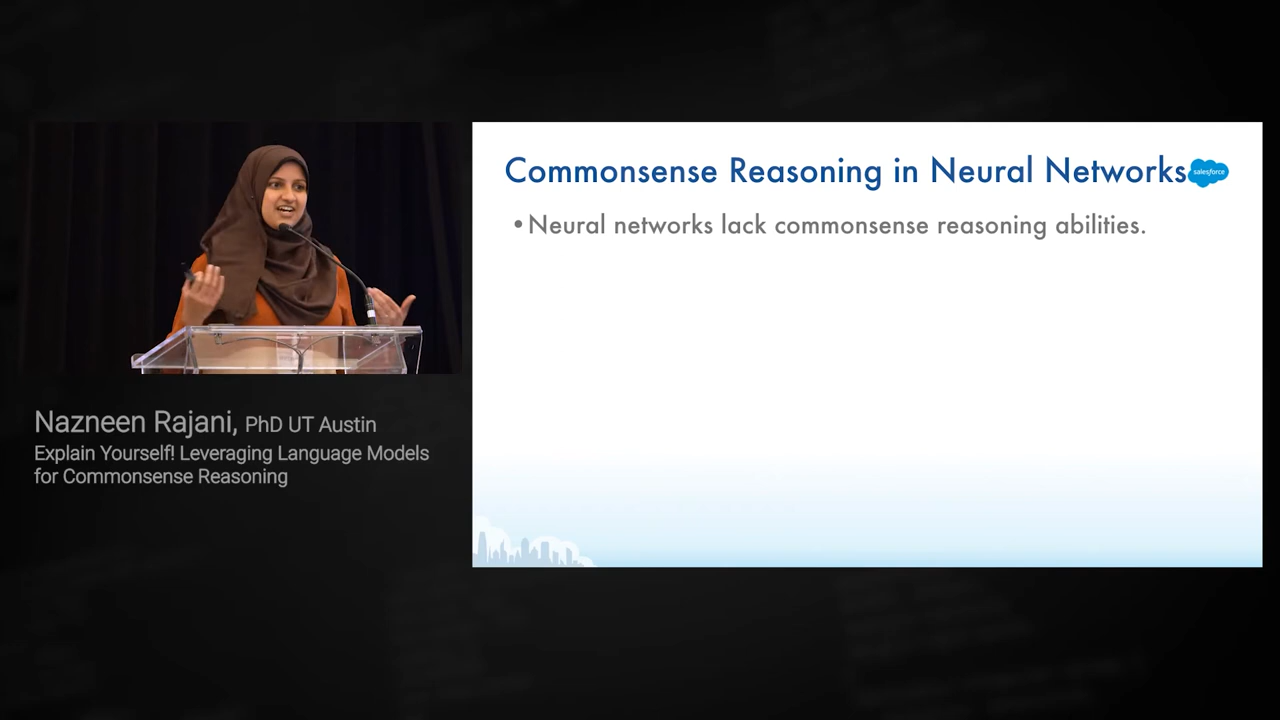 Commonsense Reasoning in Neural Networks
salesforce
•Neural networks lack commonsense reasoning abilities.
Nazneen Rajani, PhD UT Austin
Explain Yourself! Leveraging Language Models
for Commonsense Reasoning